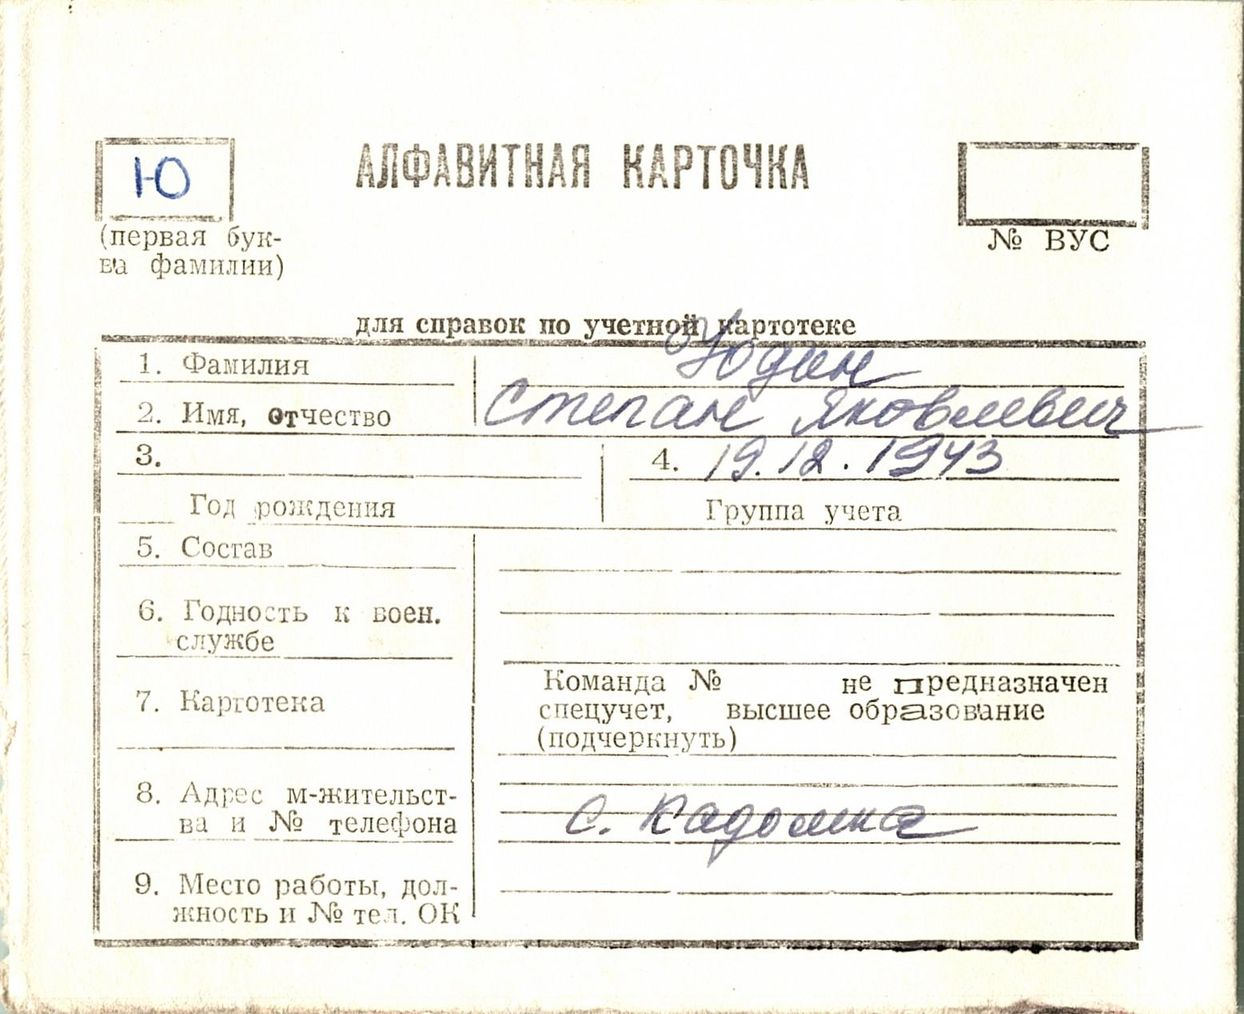 Ю
АЛФАВИТНАЯ КАРТОЧКА
(первая бук-
ва фамилии)
№ ВУС
для справок по учетной картотеке
1. Фамилия Юдин
2. Имя, отчество Степан Яковлевич
3. 4. 19.12.1943
Год рождения Группа учета
5. Состав
6. Годность к воен.
службе
7. Картотека
Команда № не предназначен
спецучет, высшее образование
(подчеркнуть)
8. Адрес м-жительст-
ва и № телефона
с. Кадомка
9. Место работы, дол-
жность и № тел. ОК